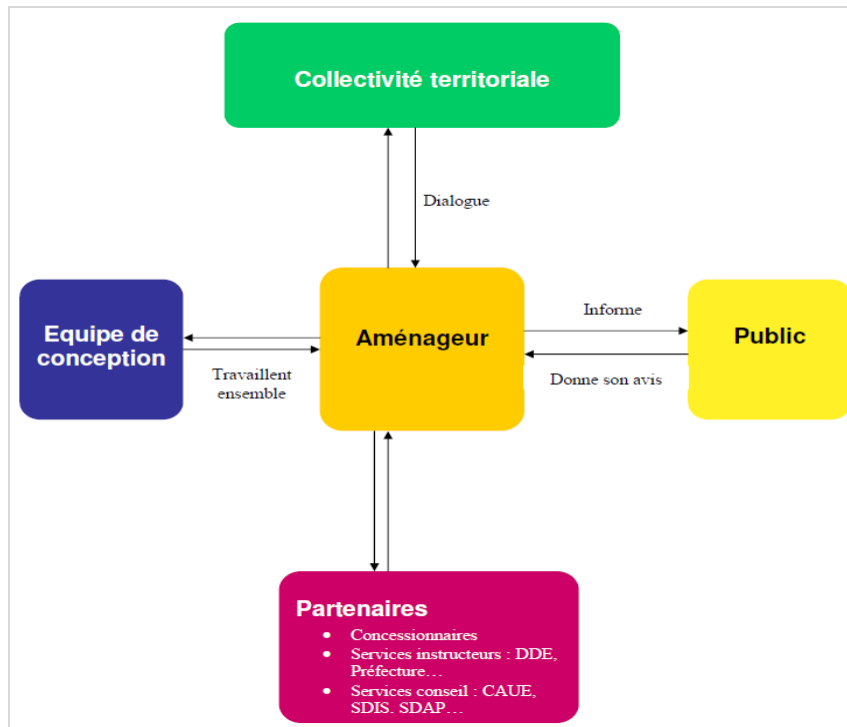 Collectivité territoriale
Dialogue
Equipe de
conception
Travaillent
ensemble
Aménageur
Informe
Donne son avis
Public
Partenaires
• Concessionnaires
• Services instructeurs : DDE,
Préfecture…
• Services conseil : CAUE,
SDIS. SDAP…